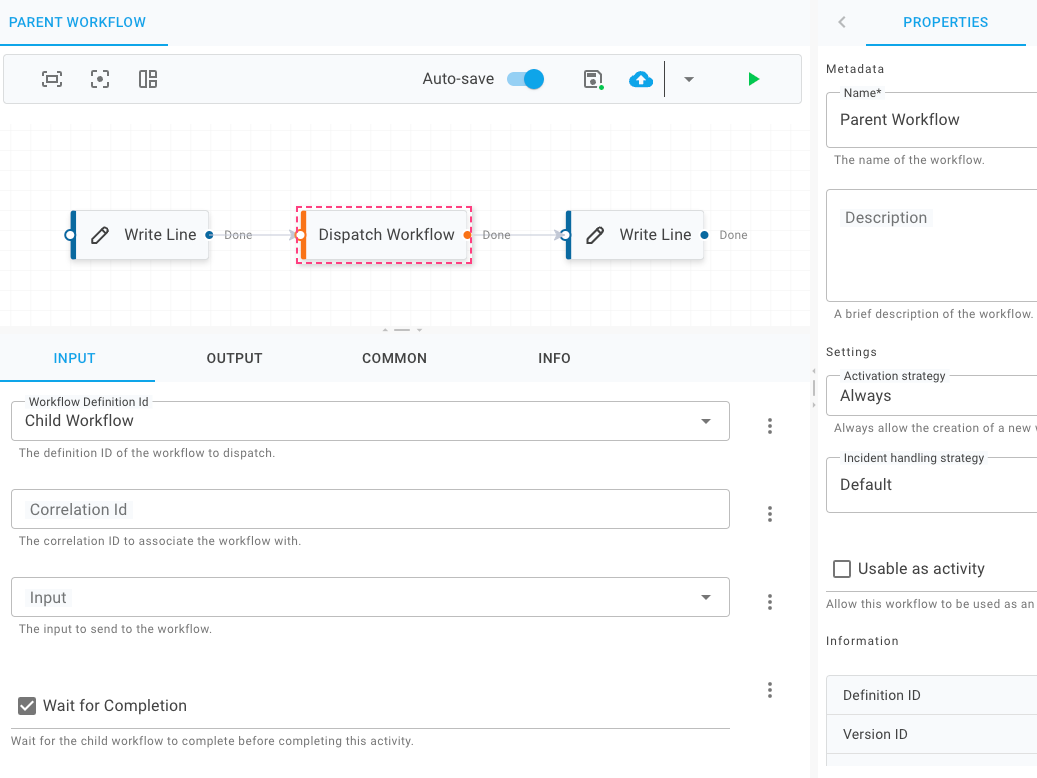 PARENT WORKFLOW
Auto-save
Write Line
Done
Dispatch Workflow
Done
Write Line
Done
INPUT
OUTPUT
COMMON
INFO
Workflow Definition Id
Child Workflow
The definition ID of the workflow to dispatch.
Correlation Id
The correlation ID to associate the workflow with.
Input
The input to send to the workflow.
Wait for Completion
Wait for the child workflow to complete before completing this activity.
PROPERTIES
Metadata
Name*
Parent Workflow
The name of the workflow.
Description
A brief description of the workflow.
Settings
Activation strategy
Always
Always allow the creation of a new
Incident handling strategy
Default
Usable as activity
Allow this workflow to be used as an
Information
Definition ID
Version ID